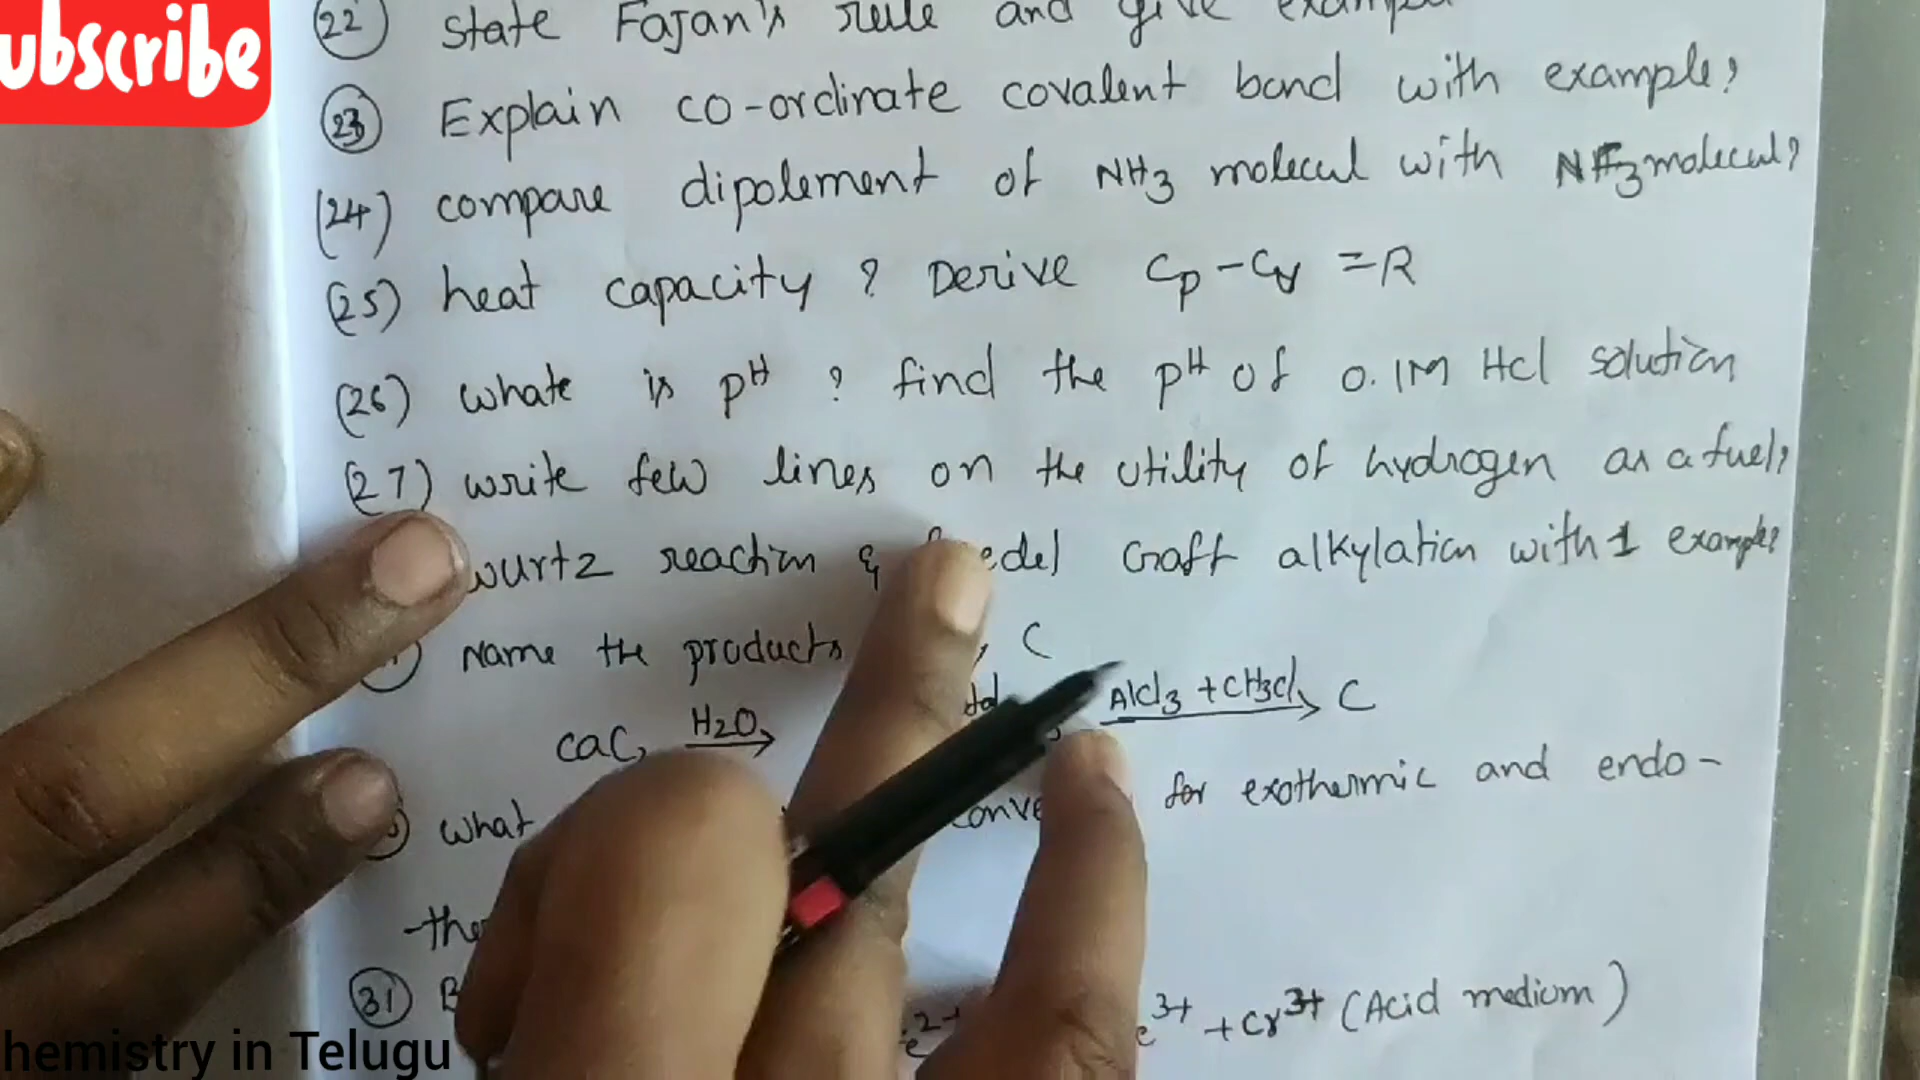 ubscribe
(22) State Fajan's rule and give
(23) Explain co-ordinate covalent bond with example?
(24) compare dipolement of NH3 molecul with NF3 molecul?
(25) heat capacity ? Derive Cp-Cv =R
(26) whate is pH ? find the pH of 0.1M Hcl solution
(27) write few lines on the utility of hydrogen as a fuel?
wurtz reaction & edel craft alkylation with 1 example?
Name the products , C
CaC2 H2O→ AlCl3 +CH3Cl→ C
what conve for exothermic and endo-
the
(31) B e2+ e3+ +Cr3+ (Acid medium)
hemistry in Telugu